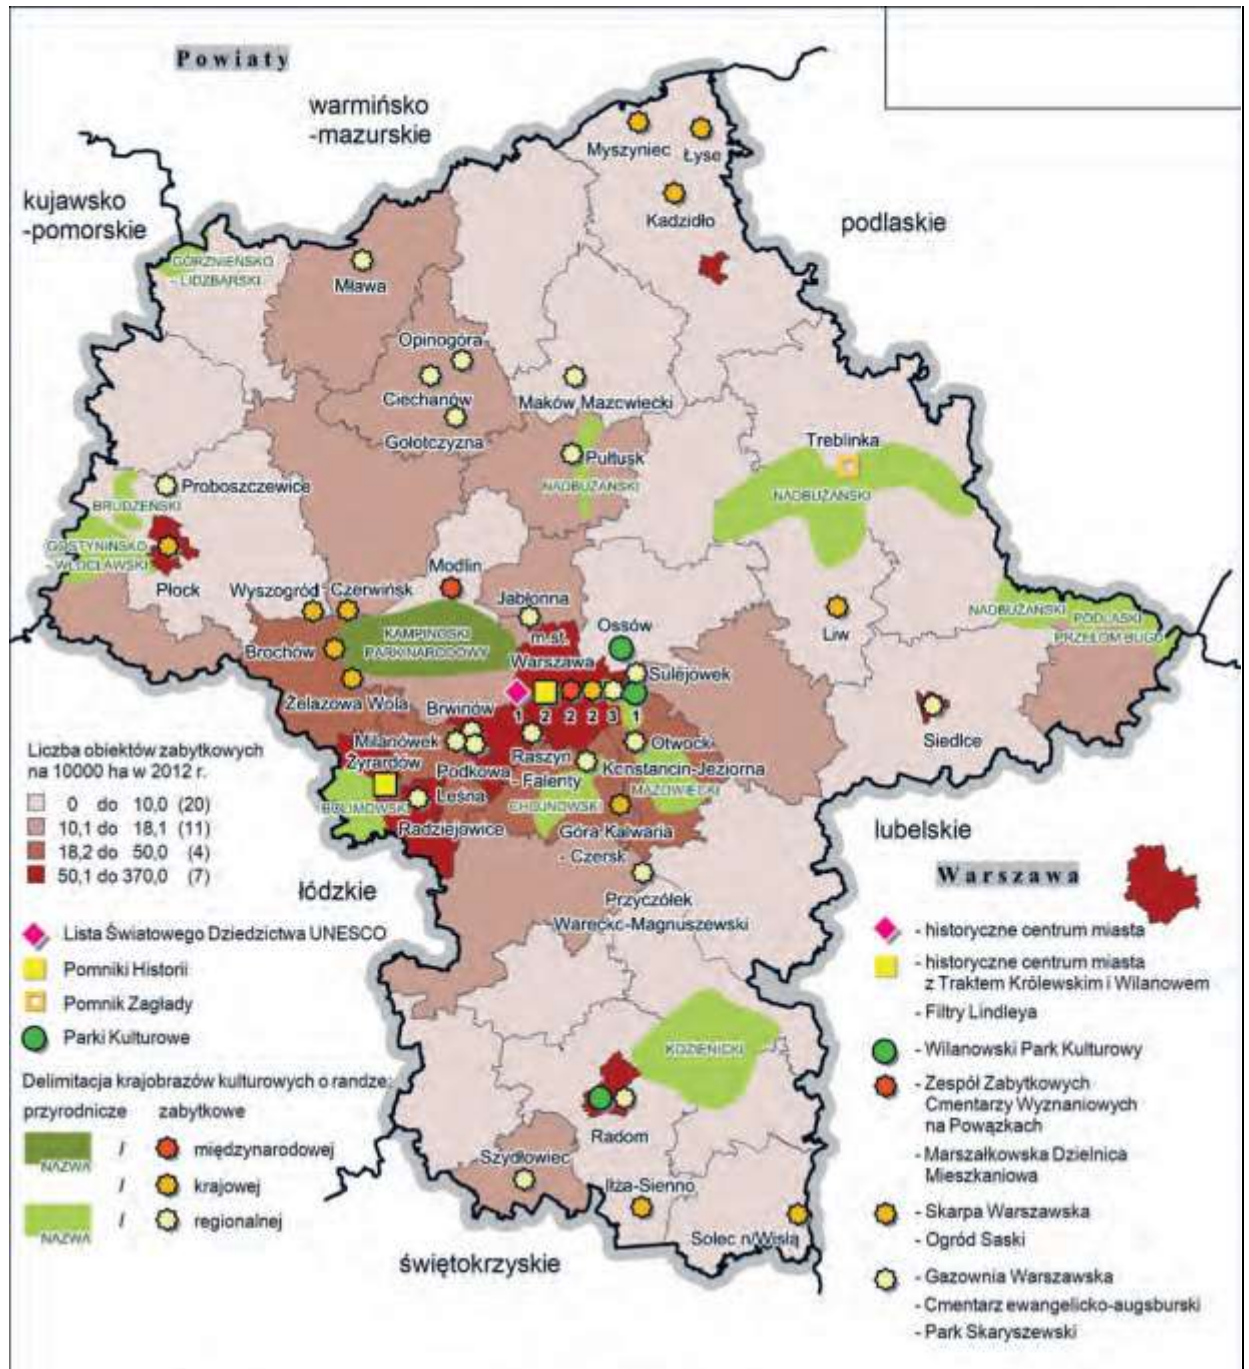 Powiaty
warmińsko
-mazurskie
kujawsko
-pomorskie
podlaskie
Myszyniec
Łyse
Kadzidło
GÓRZNIEŃSKO
- LIDZBARSKI
Mława
Opinogóra
Ciechanów
Maków Mazcwiecki
Gołotczyzna
Treblinka
Pułtusk
NADBUŻAŃSKI
NADBUŻAŃSKI
Proboszczewice
BRUDZEŃSKI
GOSTYNIŃSKO
- WŁOCŁAWSKI
Płock
Modlin
Wyszogród
Czerwińsk
Jabłonna
m.st.
Warszawa
Ossów
Liw
NADBUŻAŃSKI
PODLASKI
PRZEŁOM BUGU
KAMPINOSKI
PARK NARODOWY
Brochów
Sulejówek
Żelazowa Wola
1 2 2 2 3 1
Brwinów
Milanówek
Otwock
Siedlce
Żyrardów
Podkowa
Leśna
Raszyn
- Falenty
Konstancin-Jeziorna
MAZOWIECKI
BOLIMOWSKI
CHOJNOWSKI
Radziejowice
Góra Kalwaria
- Czersk
Przyczółek
Warecko-Magnuszewski
Liczba obiektów zabytkowych
na 10000 ha w 2012 r.
0 do 10,0 (20)
10,1 do 18,1 (11)
18,2 do 50,0 (4)
50,1 do 370,0 (7)
łódzkie
lubelskie
Lista Światowego Dziedzictwa UNESCO
Pomniki Historii
Pomnik Zagłady
Parki Kulturowe
Delimitacja krajobrazów kulturowych o randze:
przyrodnicze / zabytkowe
NAZWA / międzynarodowej
/ krajowej
NAZWA / regionalnej
KOZIENICKI
Radom
Szydłowiec
Iłża-Sienno
Solec n/Wisłą
świętokrzyskie
Warszawa
- historyczne centrum miasta
- historyczne centrum miasta
z Traktem Królewskim i Wilanowem
- Filtry Lindleya
- Wilanowski Park Kulturowy
- Zespół Zabytkowych
Cmentarzy Wyznaniowych
na Powązkach
- Marszałkowska Dzielnica
Mieszkaniowa
- Skarpa Warszawska
- Ogród Saski
- Gazownia Warszawska
- Cmentarz ewangelicko-augsburski
- Park Skaryszewski